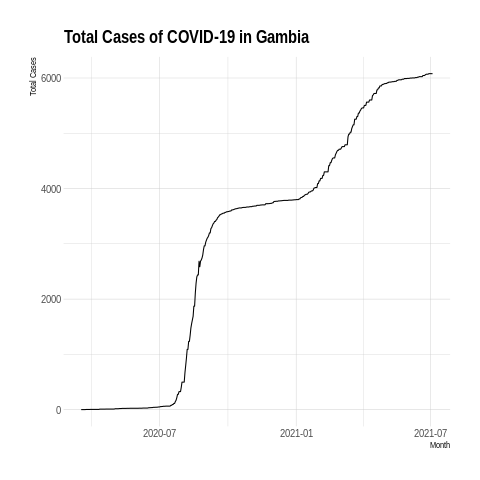 Total Cases of COVID-19 in Gambia
Total Cases
6000
4000
2000
0
2020-07
2021-01
2021-07
Month